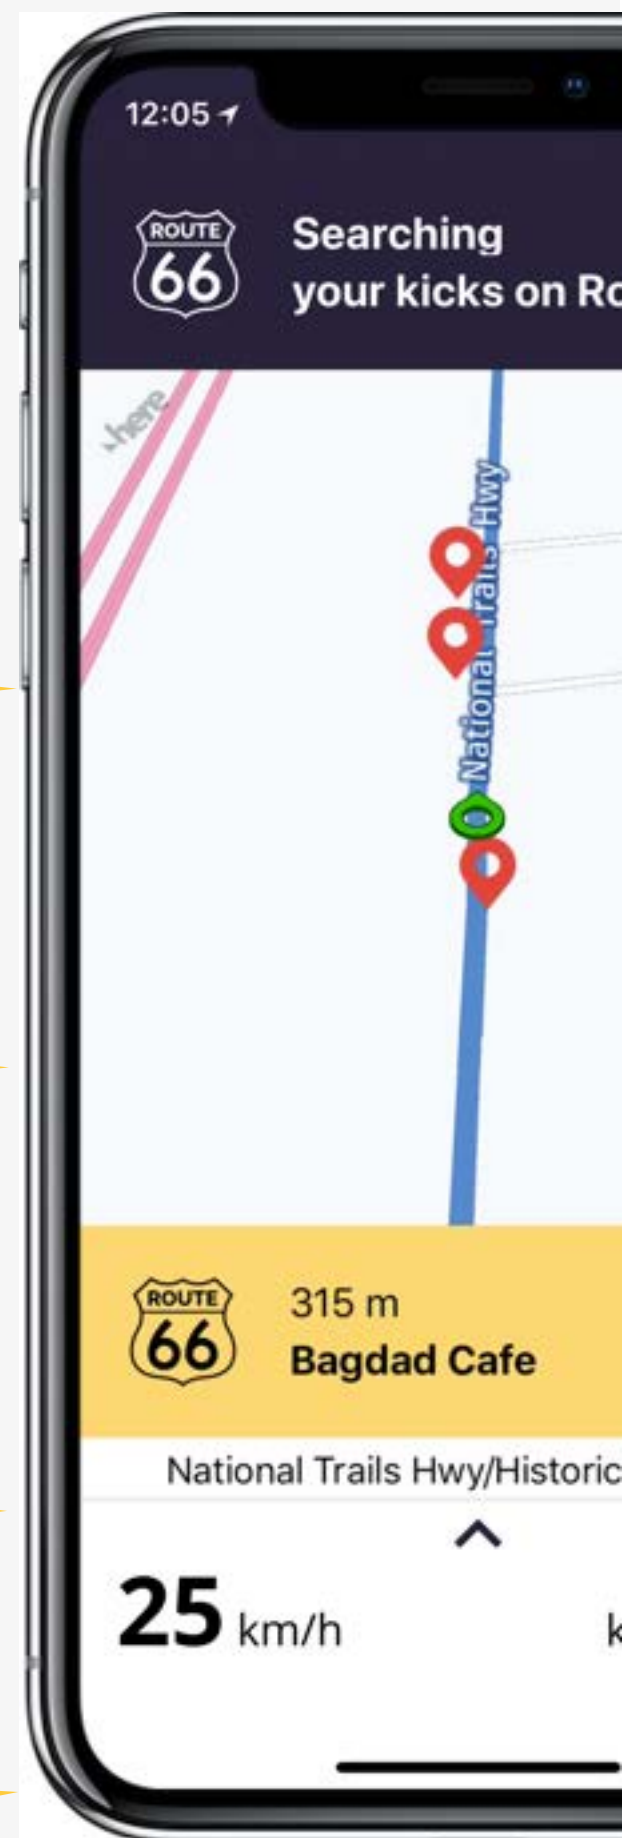 12:05
ROUTE
66
Searching
your kicks on Ro
here
National Trails Hwy
ROUTE
66
315 m
Bagdad Cafe
National Trails Hwy/Historic
25 km/h
k